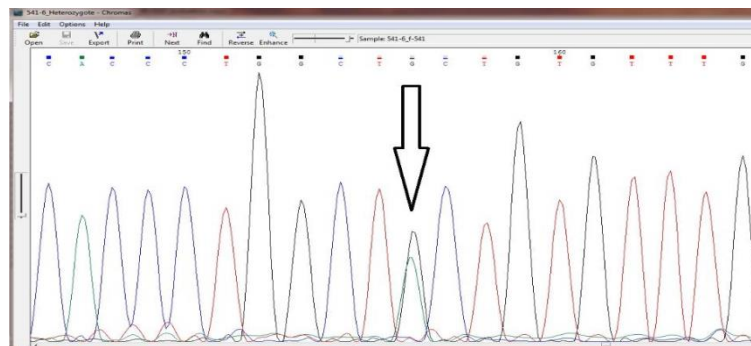 541-6_Heterozygote - Chromas
File Edit Options Help
Open Save Export Print Next Find Reverse Enhance Sample: 541-6_f-541
150 160
C A C C C T G G C T G C T G T G T T T G